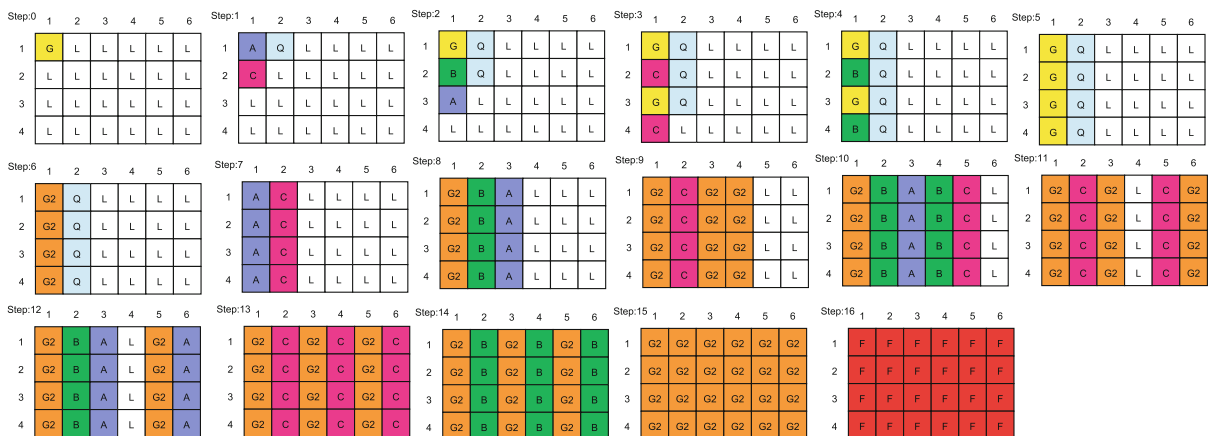 Step:0
1 2 3 4 5 6
1 G L L L L L
2 L L L L L L
3 L L L L L L
4 L L L L L L
Step:1
1 2 3 4 5 6
1 A Q L L L L
2 C L L L L L
3 L L L L L L
4 L L L L L L
Step:2
1 2 3 4 5 6
1 G Q L L L L
2 B Q L L L L
3 A L L L L L
4 L L L L L L
Step:3
1 2 3 4 5 6
1 G Q L L L L
2 C Q L L L L
3 G Q L L L L
4 C L L L L L
Step:4
1 2 3 4 5 6
1 G Q L L L L
2 B Q L L L L
3 G Q L L L L
4 B Q L L L L
Step:5
1 2 3 4 5 6
1 G Q L L L L
2 G Q L L L L
3 G Q L L L L
4 G Q L L L L
Step:6
1 2 3 4 5 6
1 G2 Q L L L L
2 G2 Q L L L L
3 G2 Q L L L L
4 G2 Q L L L L
Step:7
1 2 3 4 5 6
1 A C L L L L
2 A C L L L L
3 A C L L L L
4 A C L L L L
Step:8
1 2 3 4 5 6
1 G2 B A L L L
2 G2 B A L L L
3 G2 B A L L L
4 G2 B A L L L
Step:9
1 2 3 4 5 6
1 G2 C G2 G2 L L
2 G2 C G2 G2 L L
3 G2 C G2 G2 L L
4 G2 C G2 G2 L L
Step:10
1 2 3 4 5 6
1 G2 B A B C L
2 G2 B A B C L
3 G2 B A B C L
4 G2 B A B C L
Step:11
1 2 3 4 5 6
1 G2 C G2 L C G2
2 G2 C G2 L C G2
3 G2 C G2 L C G2
4 G2 C G2 L C G2
Step:12
1 2 3 4 5 6
1 G2 B A L G2 A
2 G2 B A L G2 A
3 G2 B A L G2 A
4 G2 B A L G2 A
Step:13
1 2 3 4 5 6
1 G2 C G2 C G2 C
2 G2 C G2 C G2 C
3 G2 C G2 C G2 C
4 G2 C G2 C G2 C
Step:14
1 2 3 4 5 6
1 G2 B G2 B G2 B
2 G2 B G2 B G2 B
3 G2 B G2 B G2 B
4 G2 B G2 B G2 B
Step:15
1 2 3 4 5 6
1 G2 G2 G2 G2 G2 G2
2 G2 G2 G2 G2 G2 G2
3 G2 G2 G2 G2 G2 G2
4 G2 G2 G2 G2 G2 G2
Step:16
1 2 3 4 5 6
1 F F F F F F
2 F F F F F F
3 F F F F F F
4 F F F F F F